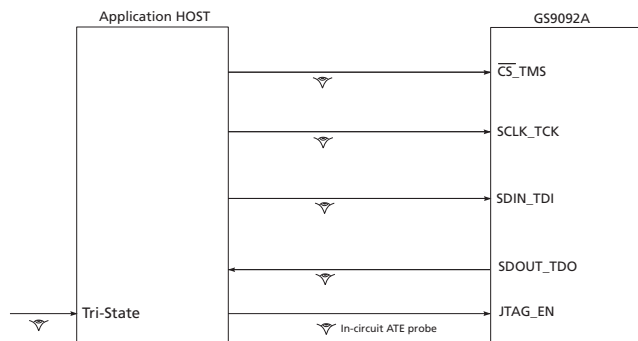 Application HOST
GS9092A
CS_TMS
SCLK_TCK
SDIN_TDI
SDOUT_TDO
Tri-State
JTAG_EN
In-circuit ATE probe